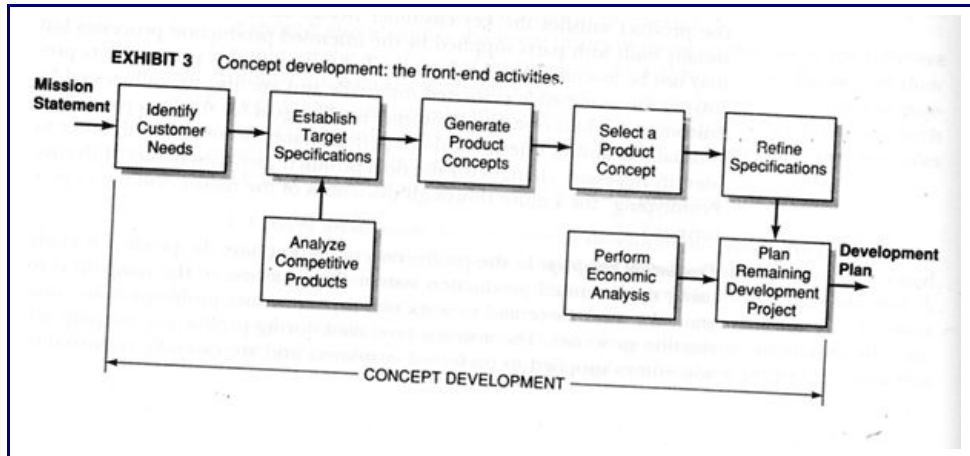 EXHIBIT 3 Concept development: the front-end activities.
Mission
Statement
Identify
Customer
Needs
Establish
Target
Specifications
Generate
Product
Concepts
Select a
Product
Concept
Refine
Specifications
Analyze
Competitive
Products
Perform
Economic
Analysis
Plan
Remaining
Development
Project
Development
Plan
CONCEPT DEVELOPMENT